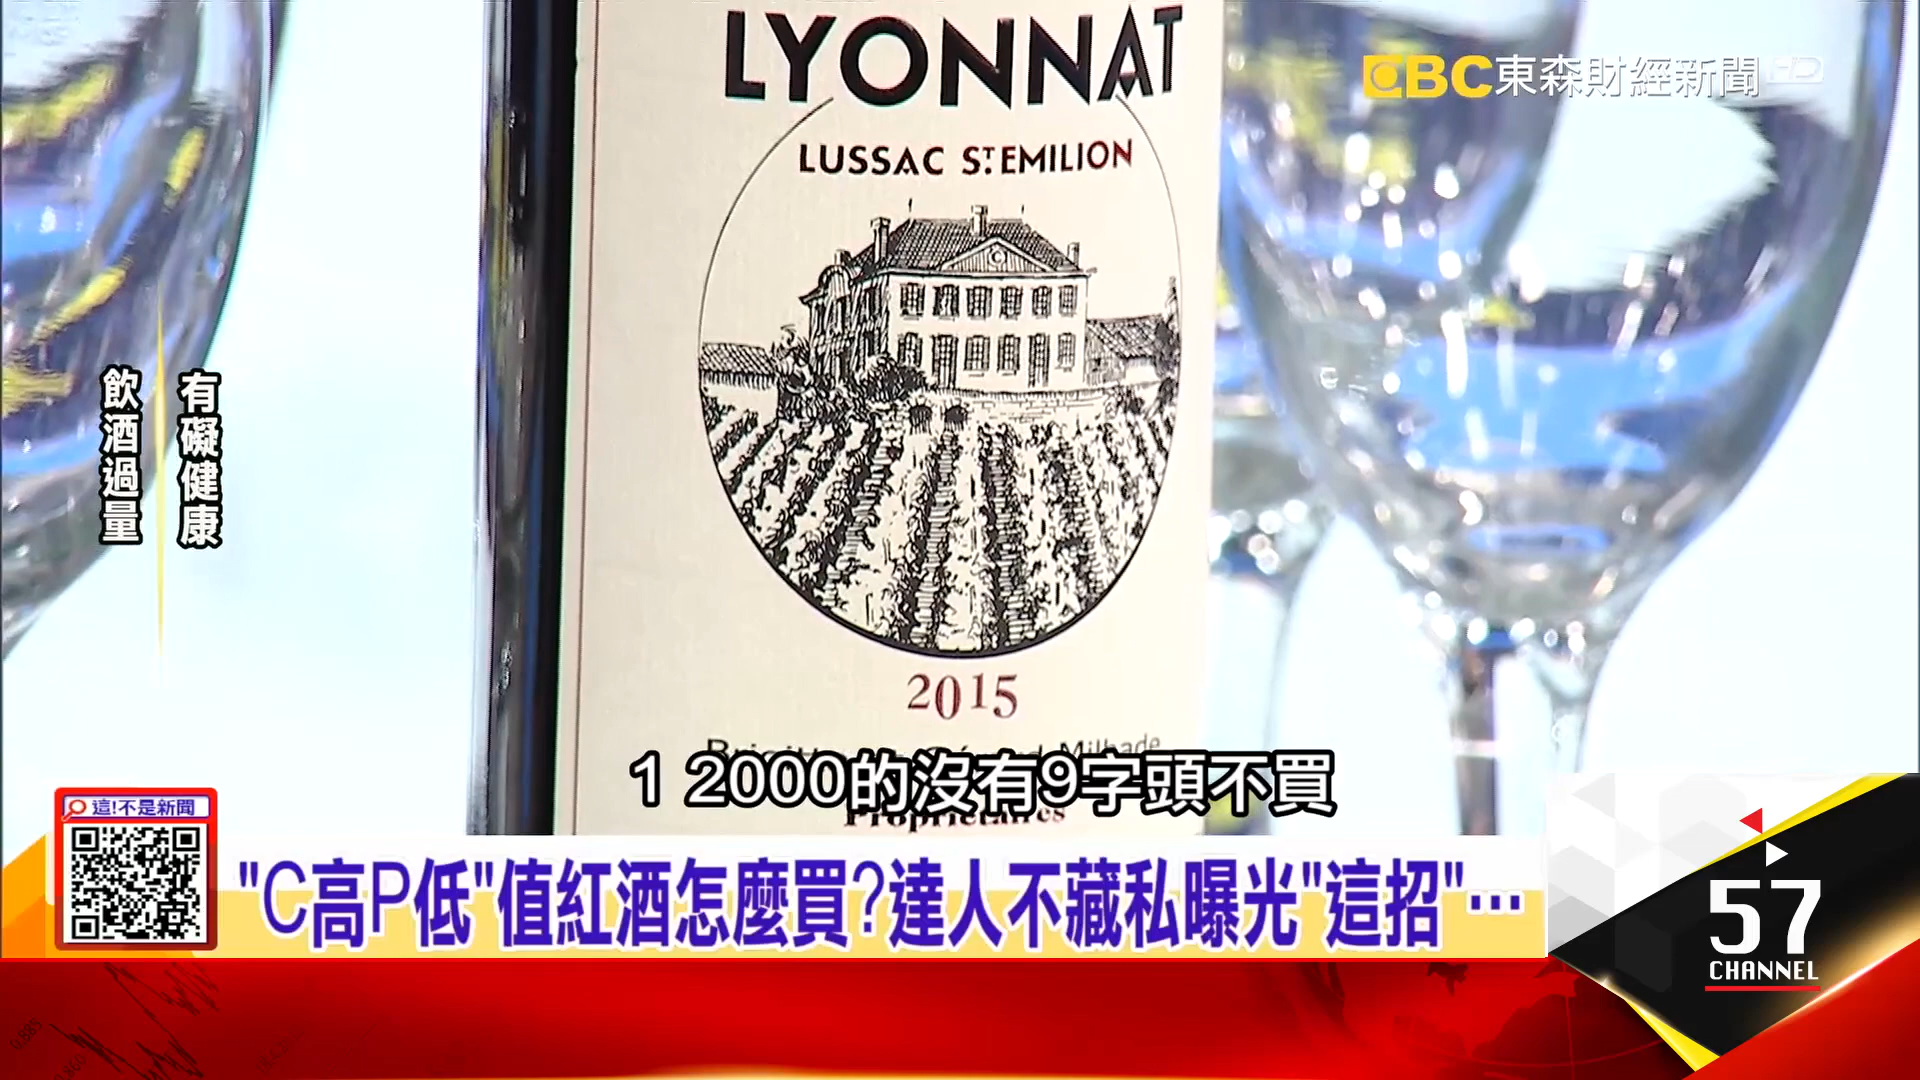 LYONNAT
LUSSAC ST EMILION
2015
Milhade
Propriétaires
EBC東森財經新聞
HD
有礙健康
飲酒過量
1 2000的沒有9字頭不買
這!不是新聞
"C高P低"值紅酒怎麼買?達人不藏私曝光"這招"…
57
CHANNEL